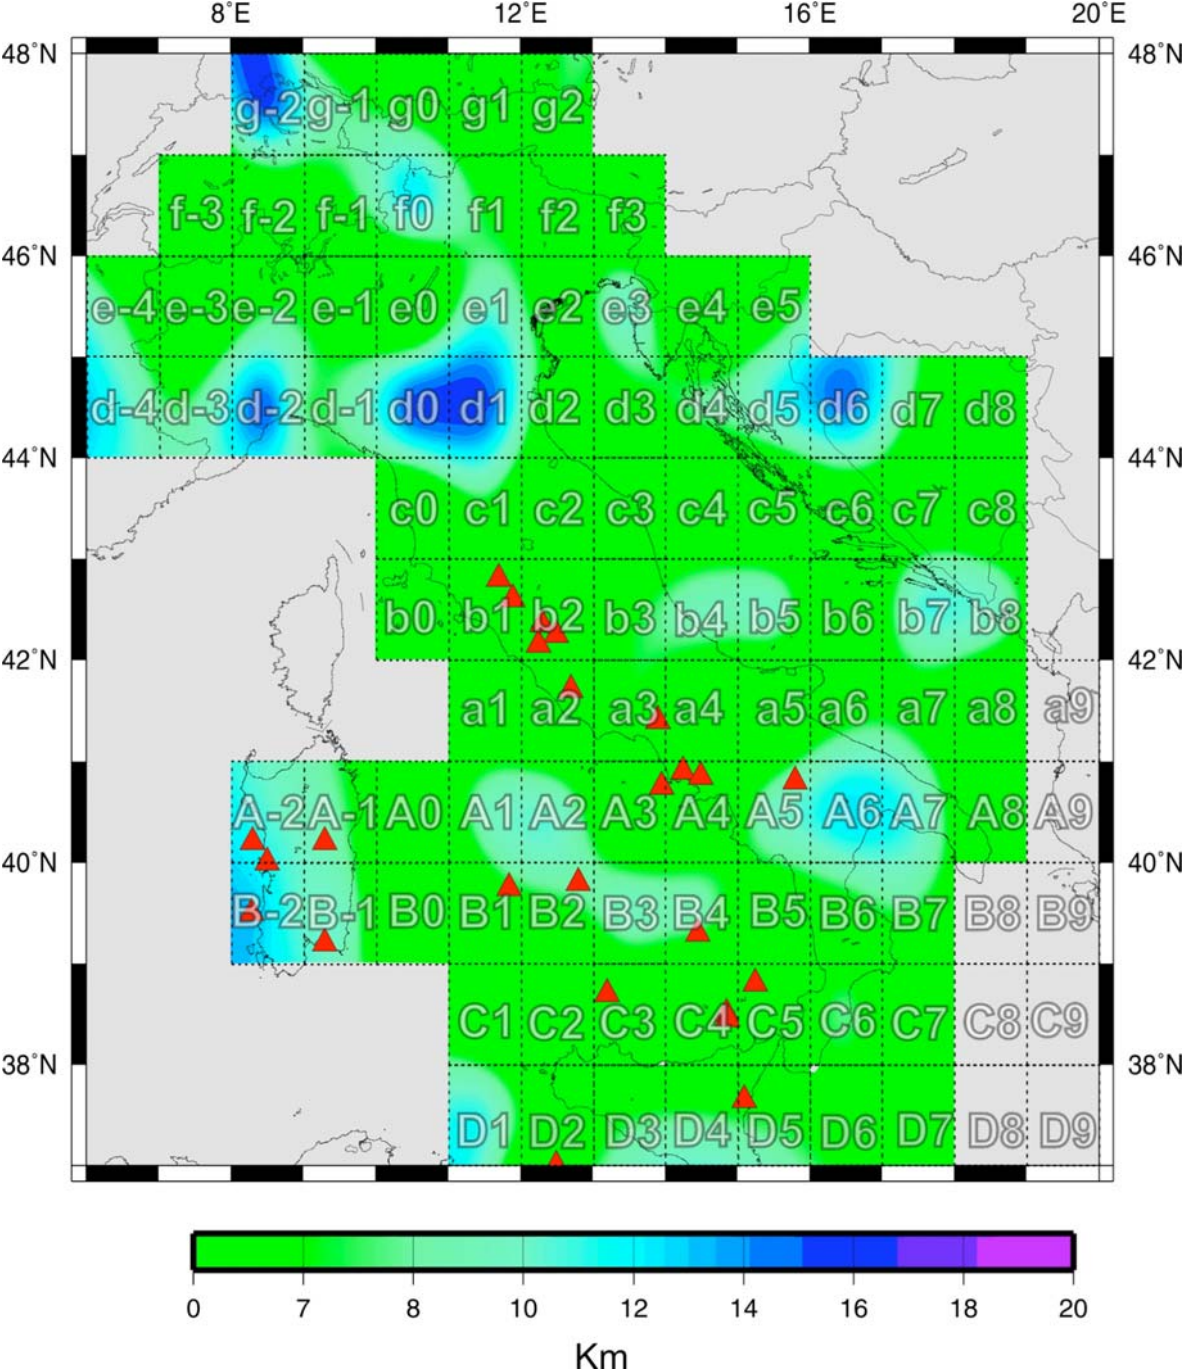 8°E 12°E 16°E 20°E
48°N 48°N
g-2 g-1 g0 g1 g2
f-3 f-2 f-1 f0 f1 f2 f3
46°N 46°N
e-4 e-3 e-2 e-1 e0 e1 e2 e3 e4 e5
d-4 d-3 d-2 d-1 d0 d1 d2 d3 d4 d5 d6 d7 d8
44°N 44°N
c0 c1 c2 c3 c4 c5 c6 c7 c8
b0 b1 b2 b3 b4 b5 b6 b7 b8
42°N 42°N
a1 a2 a3 a4 a5 a6 a7 a8 a9
A-2 A-1 A0 A1 A2 A3 A4 A5 A6 A7 A8 A9
40°N 40°N
B-2 B-1 B0 B1 B2 B3 B4 B5 B6 B7 B8 B9
C1 C2 C3 C4 C5 C6 C7 C8 C9
38°N 38°N
D1 D2 D3 D4 D5 D6 D7 D8 D9
0 7 8 10 12 14 16 18 20
Km